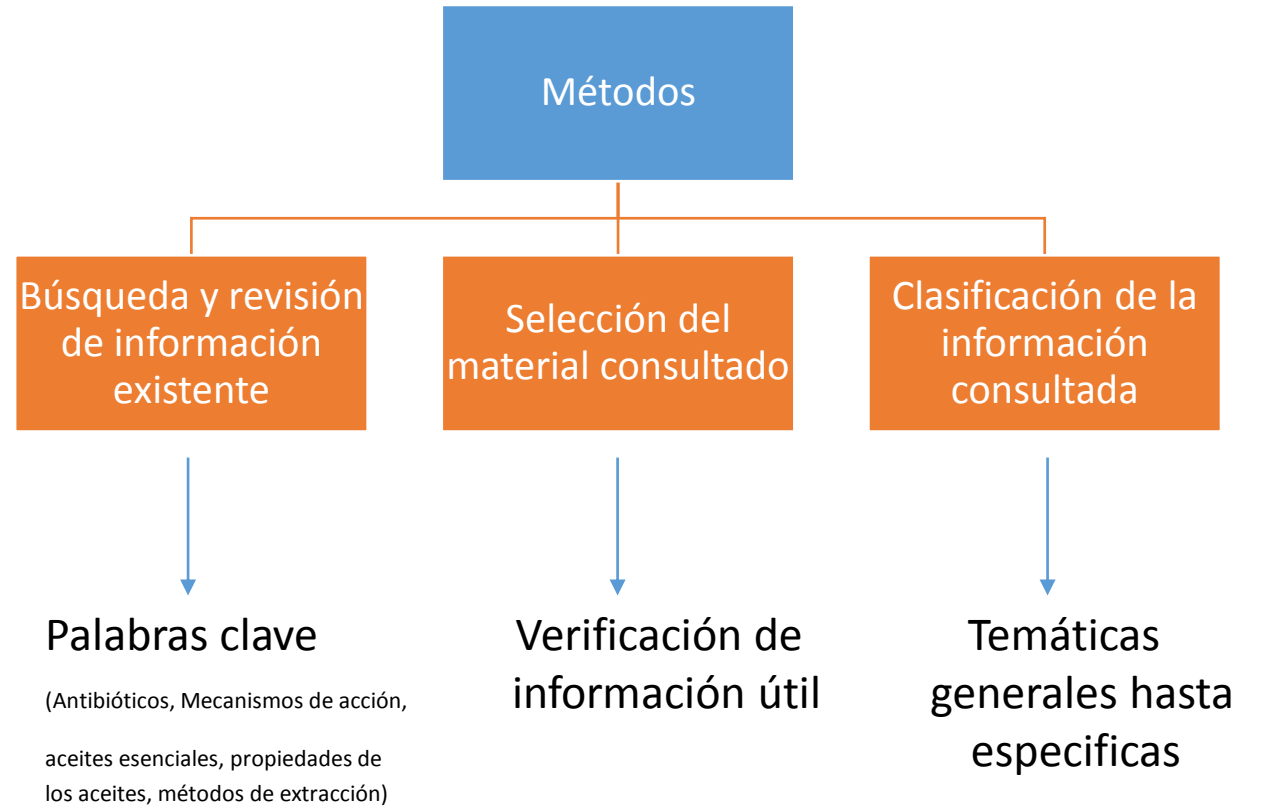 Métodos
Búsqueda y revisión
de información
existente
Selección del
material consultado
Clasificación de la
información
consultada
Palabras clave
(Antibióticos, Mecanismos de acción,
aceites esenciales, propiedades de
los aceites, métodos de extracción)
Verificación de
información útil
Temáticas
generales hasta
especificas